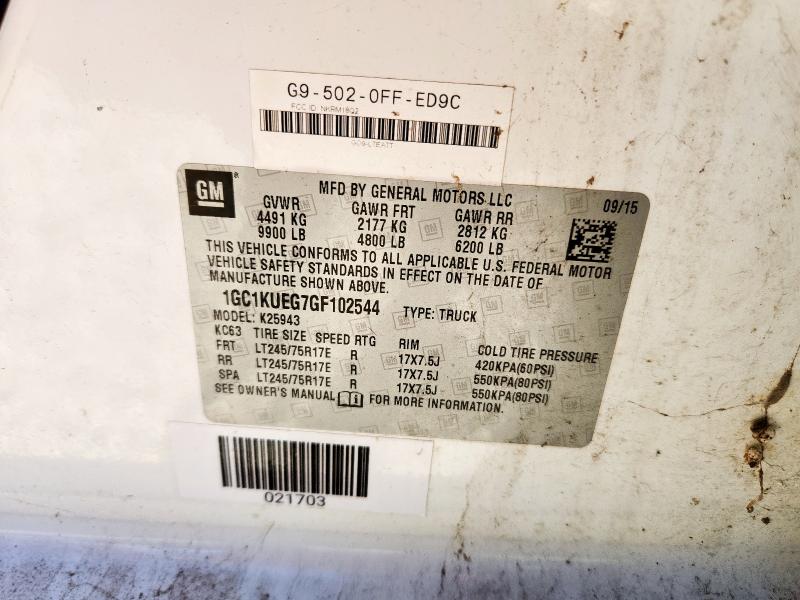 G9-502-0FF-ED9C
FCC ID: NKRM18Q2
GM
MFD BY GENERAL MOTORS LLC
09/15
GVWR GAWR FRT GAWR RR
4491 KG 2177 KG 2812 KG
9900 LB 4800 LB 6200 LB
THIS VEHICLE CONFORMS TO ALL APPLICABLE U.S. FEDERAL MOTOR
VEHICLE SAFETY STANDARDS IN EFFECT ON THE DATE OF
MANUFACTURE SHOWN ABOVE.
1GC1KUEG7GF102544 TYPE: TRUCK
MODEL: K25943
KC63 TIRE SIZE SPEED RTG RIM COLD TIRE PRESSURE
FRT LT245/75R17E R 17X7.5J 420KPA(60PSI)
RR LT245/75R17E R 17X7.5J 550KPA(80PSI)
SPA LT245/75R17E R 17X7.5J 550KPA(80PSI)
SEE OWNER'S MANUAL FOR MORE INFORMATION.
021703